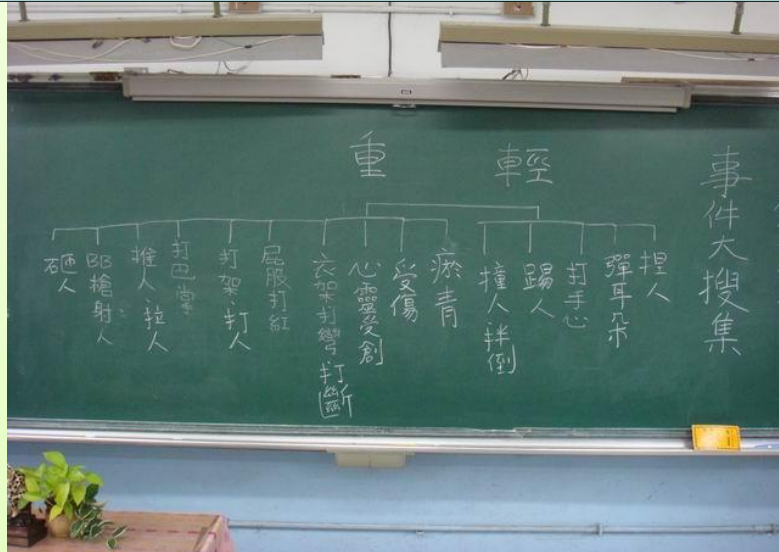 事件大搜集
輕
捏人
彈耳朵
打手心
踢人
撞人絆倒
重
瘀青
受傷
心靈受創
衣架打彎、打斷
屁股打紅
打架、打人
打巴掌
推人、拉人
BB槍射人
砸人